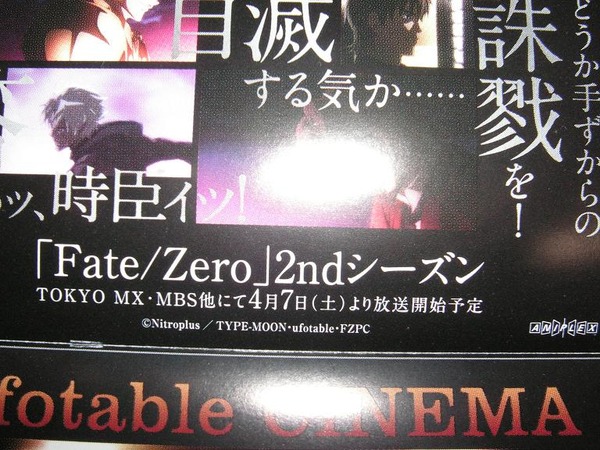 自滅
する気か……
どうか手ずからの
誅戮を!
ッ、時臣ィッ!
「Fate/Zero」2ndシーズン
TOKYO MX・MBS他にて4月7日(土)より放送開始予定
©Nitroplus / TYPE-MOON・ufotable・FZPC
ANIPLEX
ufotable CINEMA